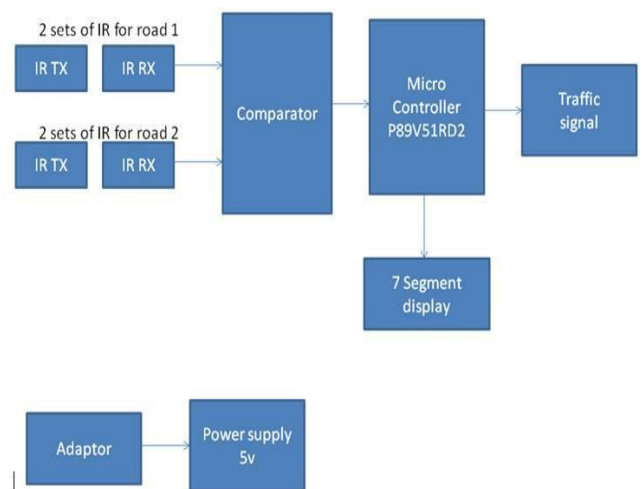 2 sets of IR for road 1
IR TX
IR RX
2 sets of IR for road 2
IR TX
IR RX
Comparator
Micro
Controller
P89V51RD2
Traffic
signal
7 Segment
display
Adaptor
Power supply
5v